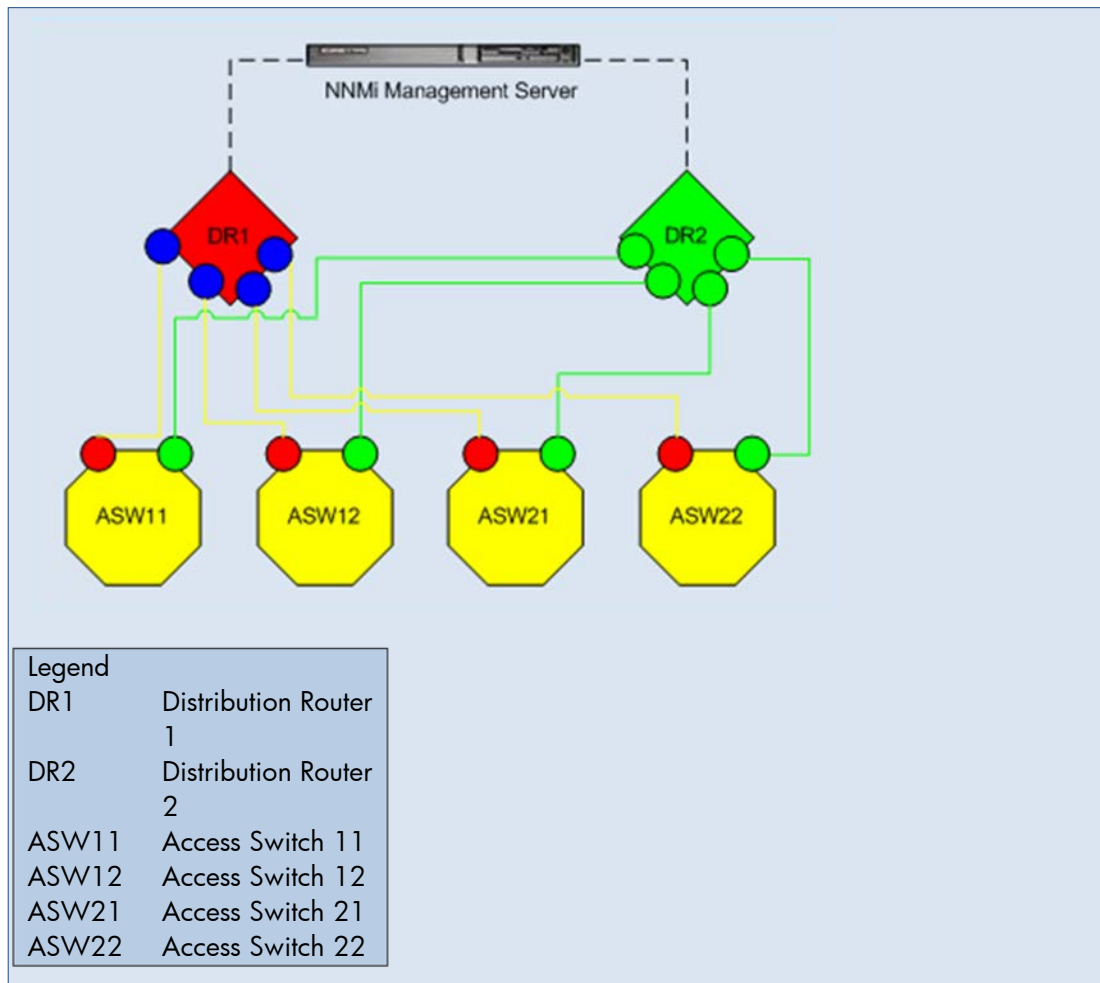 NNMi Management Server
DR1
DR2
ASW11
ASW12
ASW21
ASW22
Legend
DR1 Distribution Router
1
DR2 Distribution Router
2
ASW11 Access Switch 11
ASW12 Access Switch 12
ASW21 Access Switch 21
ASW22 Access Switch 22